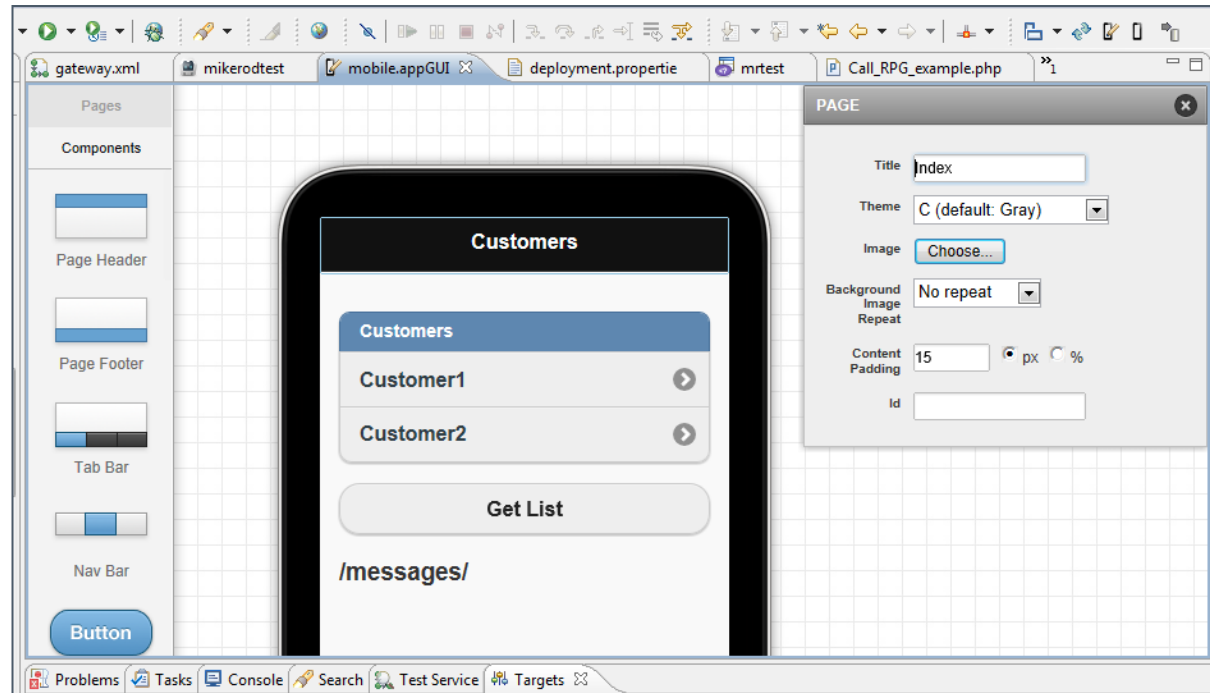 gateway.xml
mikerodtest
mobile.appGUI
deployment.propertie
mrtest
Call_RPG_example.php
»1
Pages
Components
Page Header
Page Footer
Tab Bar
Nav Bar
Button
Customers
Customers
Customer1
Customer2
Get List
/messages/
PAGE
Title Index
Theme C (default: Gray)
Image Choose...
Background
Image
Repeat
No repeat
Content
Padding
15 px %
Id
Problems Tasks Console Search Test Service Targets